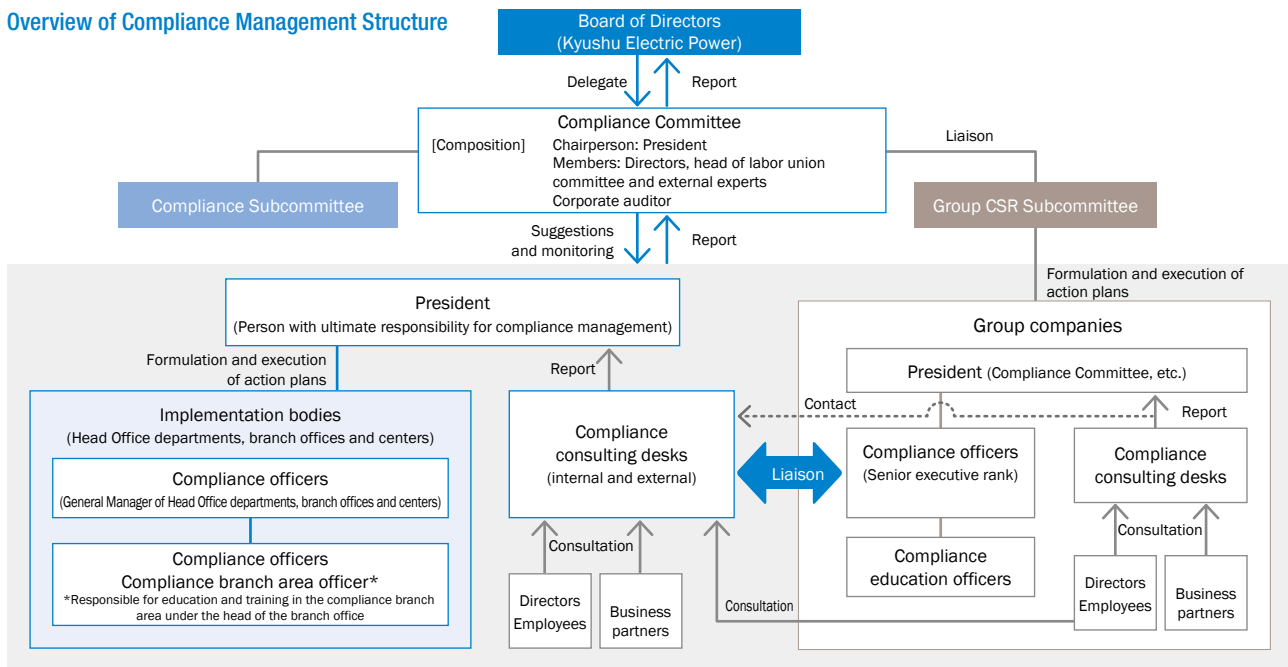 Overview of Compliance Management Structure
Board of Directors
(Kyushu Electric Power)
Delegate
Report
Compliance Committee
[Composition]
Chairperson: President
Members: Directors, head of labor union
committee and external experts
Corporate auditor
Liaison
Compliance Subcommittee
Group CSR Subcommittee
Suggestions
and monitoring
Report
Formulation and execution of
action plans
President
(Person with ultimate responsibility for compliance management)
Formulation and execution
of action plans
Report
Implementation bodies
(Head Office departments, branch offices and centers)
Compliance officers
(General Manager of Head Office departments, branch offices and centers)
Compliance officers
Compliance branch area officer*
*Responsible for education and training in the compliance branch
area under the head of the branch office
Compliance
consulting desks
(internal and external)
Consultation
Directors
Employees
Business
partners
Liaison
Contact
Consultation
Group companies
President (Compliance Committee, etc.)
Report
Compliance officers
(Senior executive rank)
Compliance
education officers
Compliance
consulting desks
Consultation
Directors
Employees
Business
partners